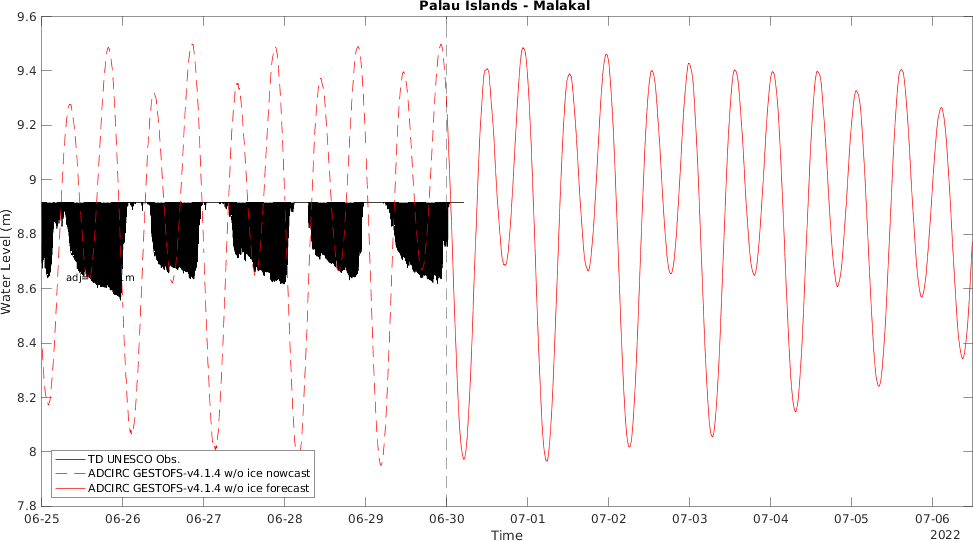 Palau Islands - Malakal
9.6
9.4
9.2
9
8.8
8.6
8.4
8.2
8
7.8
Water Level (m)
adj= m
TD UNESCO Obs.
ADCIRC GESTOFS-v4.1.4 w/o ice nowcast
ADCIRC GESTOFS-v4.1.4 w/o ice forecast
06-25 06-26 06-27 06-28 06-29 06-30 07-01 07-02 07-03 07-04 07-05 07-06
Time
2022